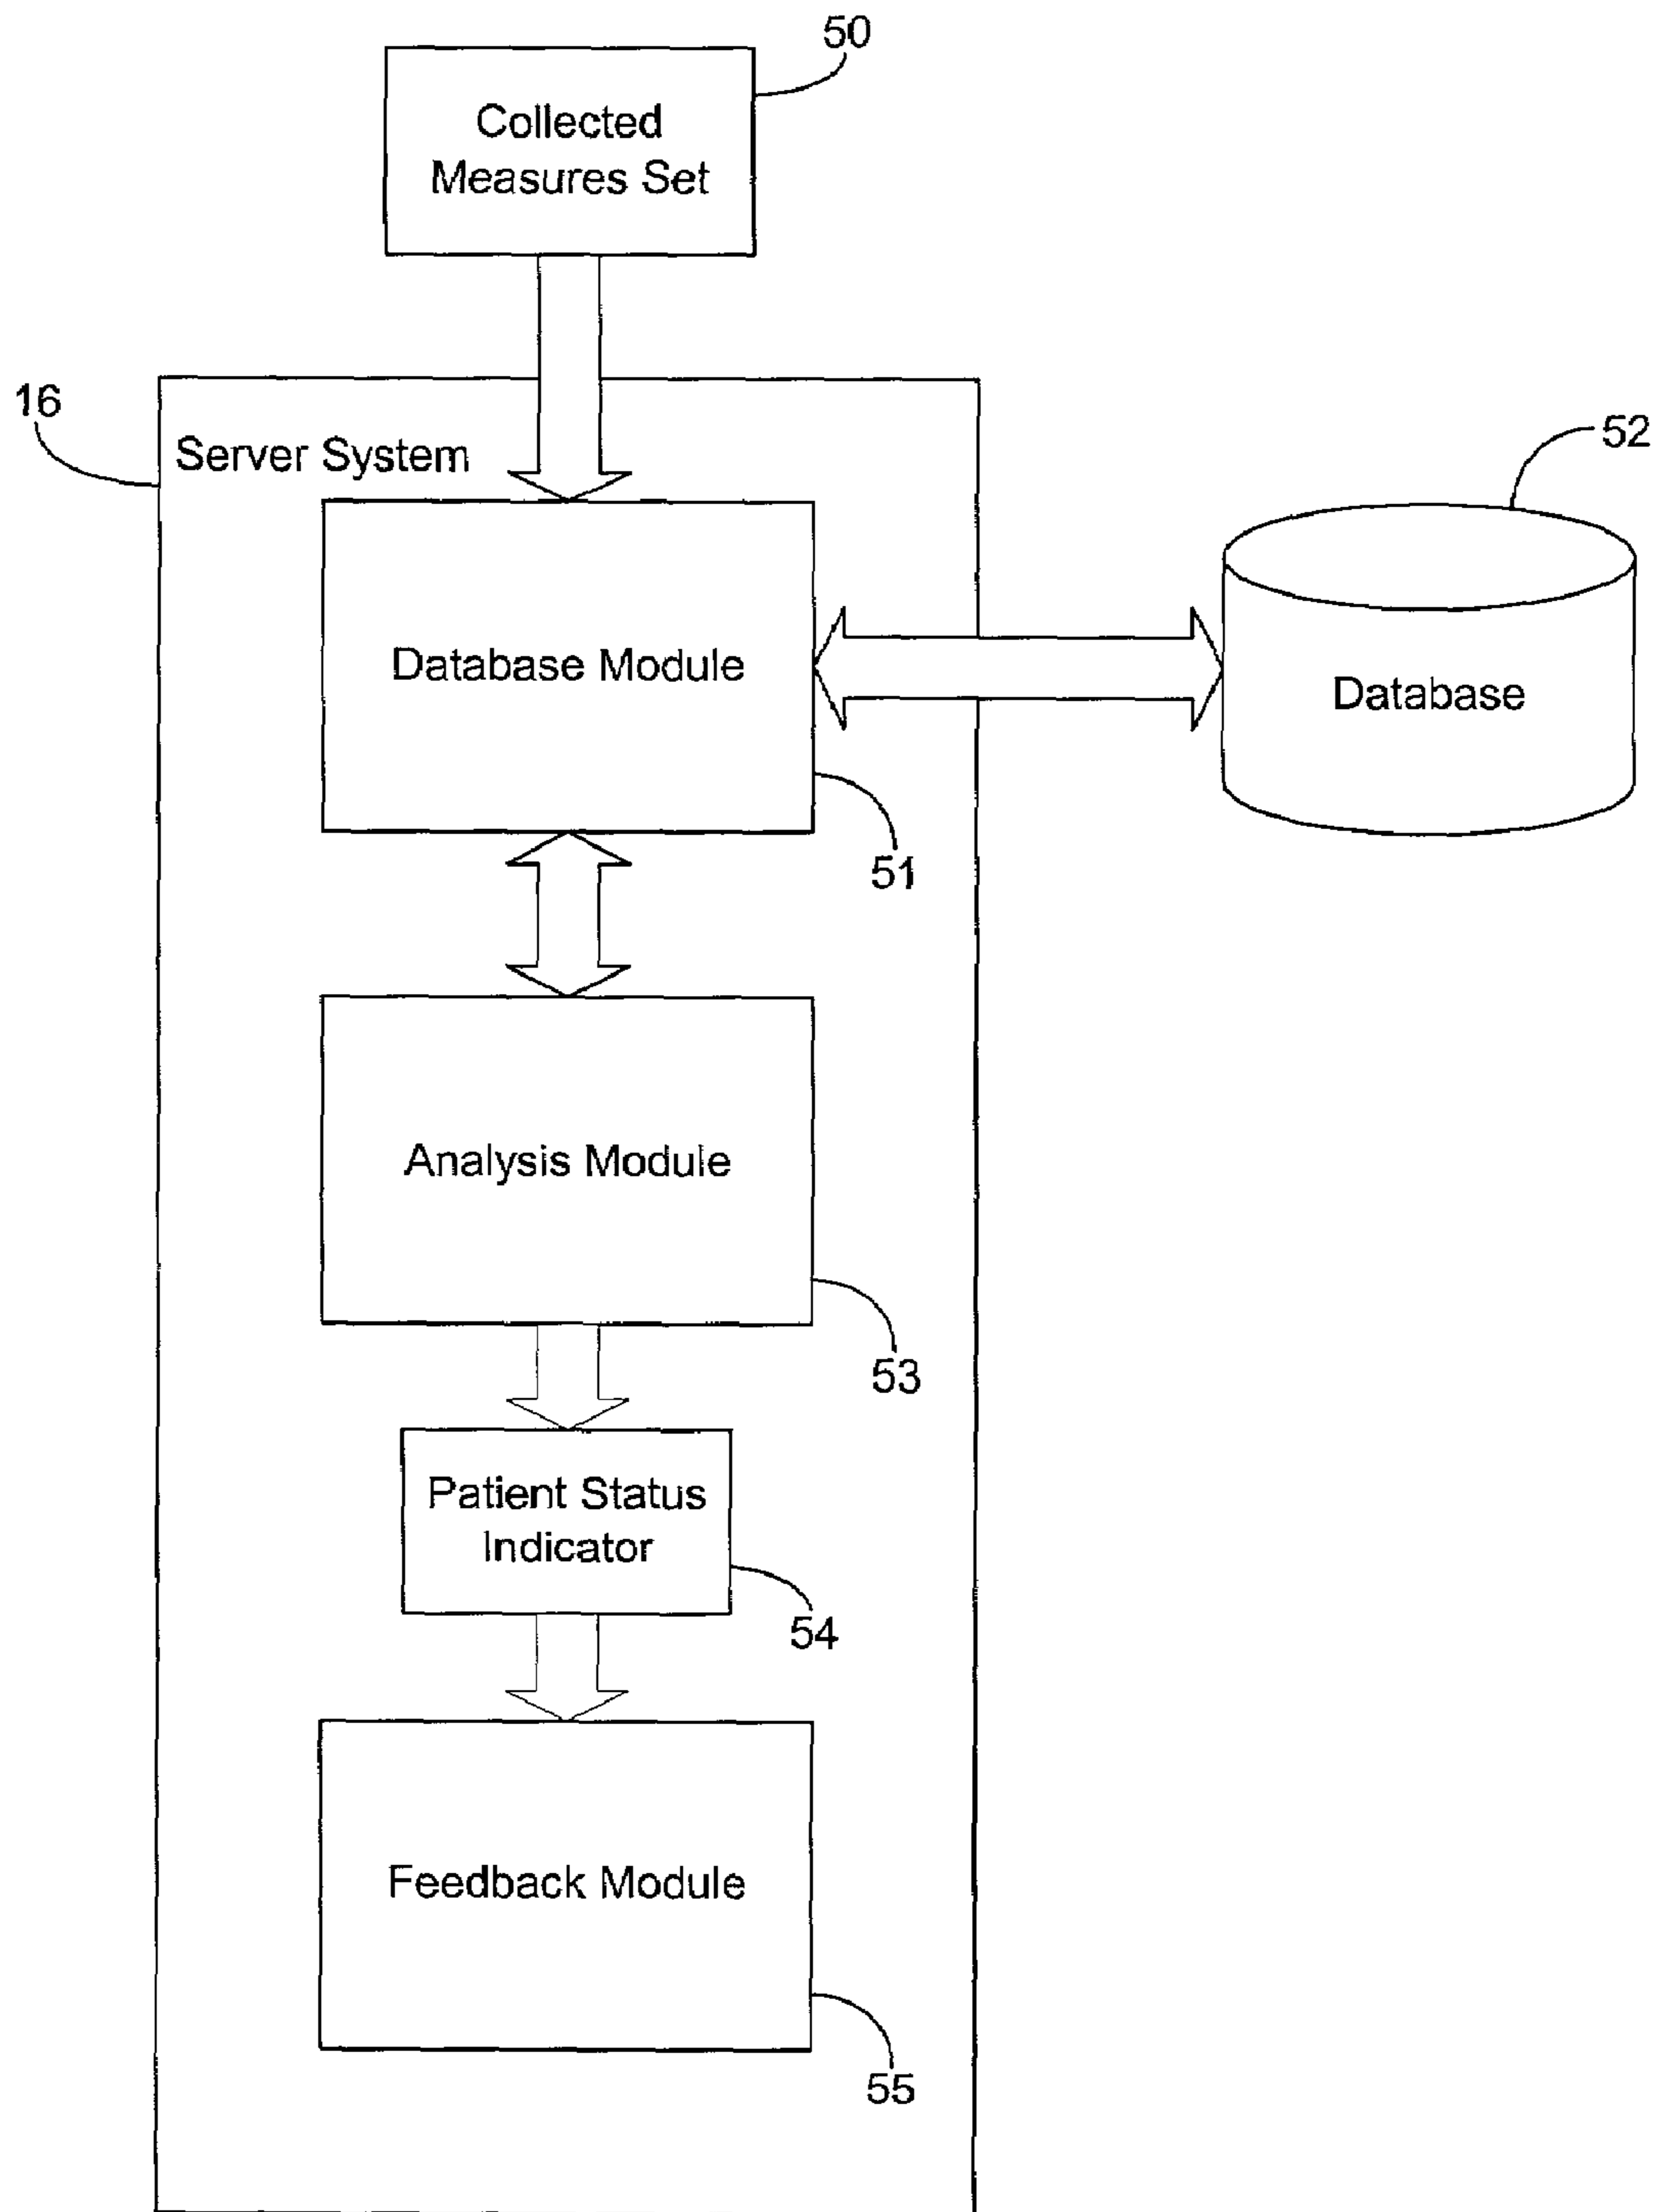 50
Collected
Measures Set
16
Server System
52
Database Module
Database
51
Analysis Module
53
Patient Status
Indicator
54
Feedback Module
55